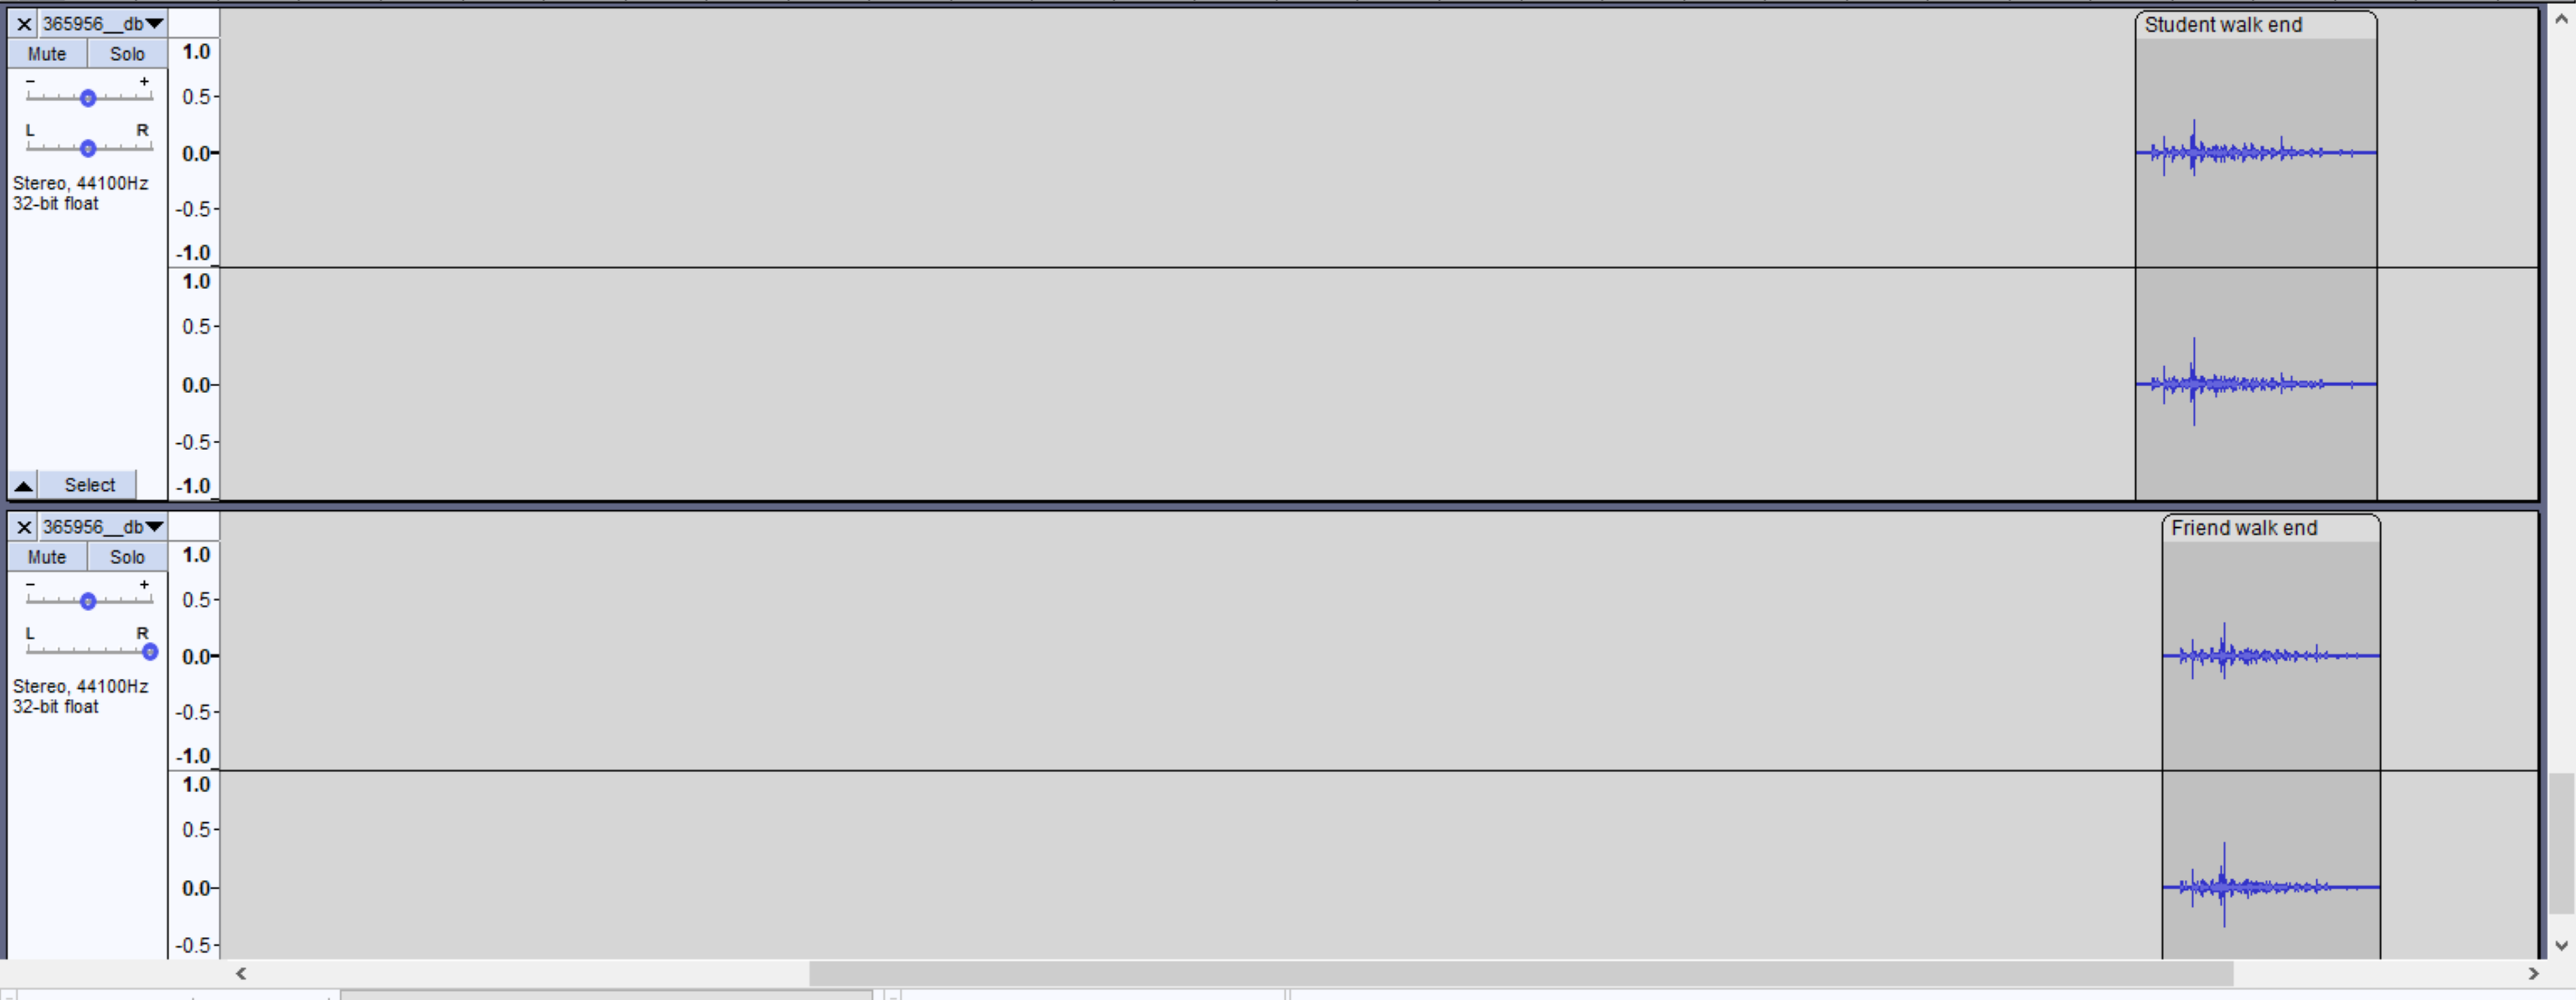 365956__db
Student walk end
Mute Solo
1.0
- +
0.5
L R
0.0
Stereo, 44100Hz
32-bit float
-0.5
-1.0
1.0
0.5
0.0
-0.5
Select
-1.0
365956__db
Friend walk end
Mute Solo
1.0
- +
0.5
L R
0.0
Stereo, 44100Hz
32-bit float
-0.5
-1.0
1.0
0.5
0.0
-0.5